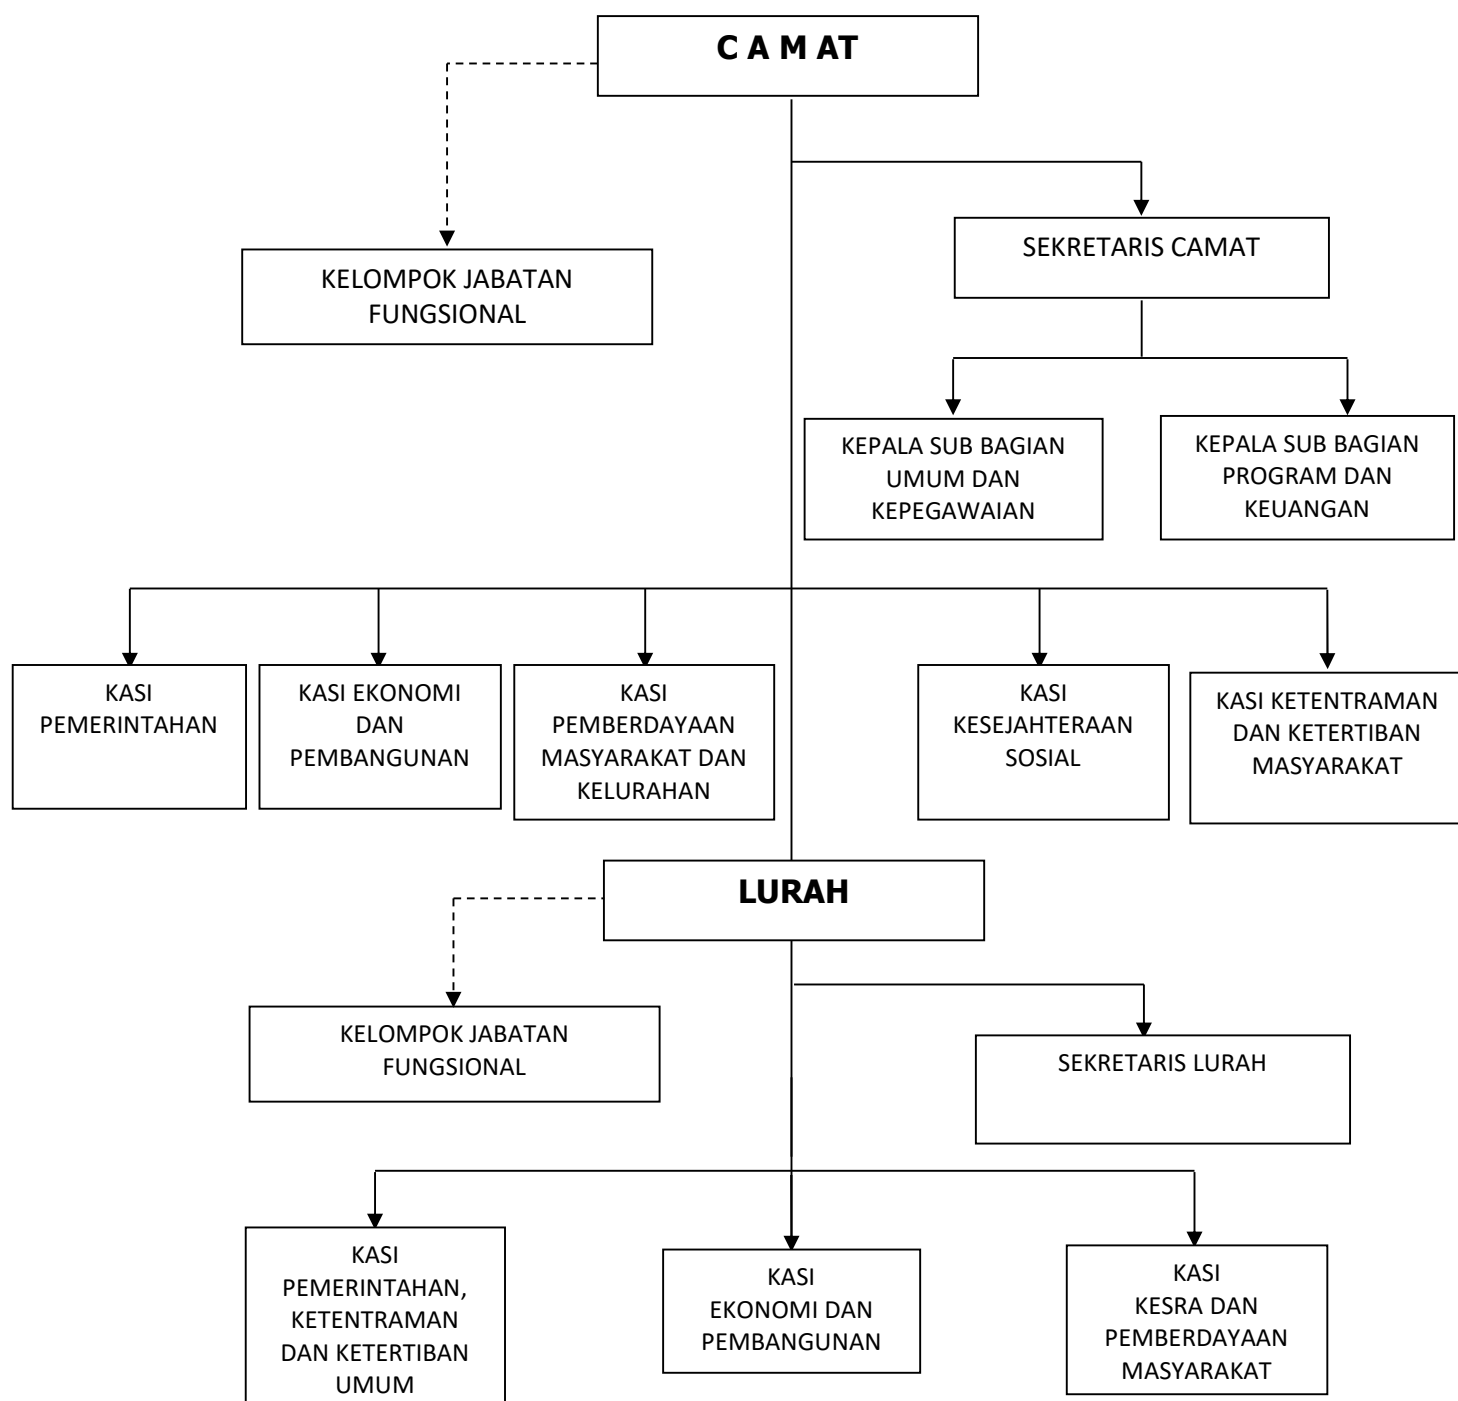 C A M AT
KELOMPOK JABATAN
FUNGSIONAL
SEKRETARIS CAMAT
KEPALA SUB BAGIAN
UMUM DAN
KEPEGAWAIAN
KEPALA SUB BAGIAN
PROGRAM DAN
KEUANGAN
KASI
PEMERINTAHAN
KASI EKONOMI
DAN
PEMBANGUNAN
KASI
PEMBERDAYAAN
MASYARAKAT DAN
KELURAHAN
KASI
KESEJAHTERAAN
SOSIAL
KASI KETENTRAMAN
DAN KETERTIBAN
MASYARAKAT
LURAH
KELOMPOK JABATAN
FUNGSIONAL
SEKRETARIS LURAH
KASI
PEMERINTAHAN,
KETENTRAMAN
DAN KETERTIBAN
UMUM
KASI
EKONOMI DAN
PEMBANGUNAN
KASI
KESRA DAN
PEMBERDAYAAN
MASYARAKAT